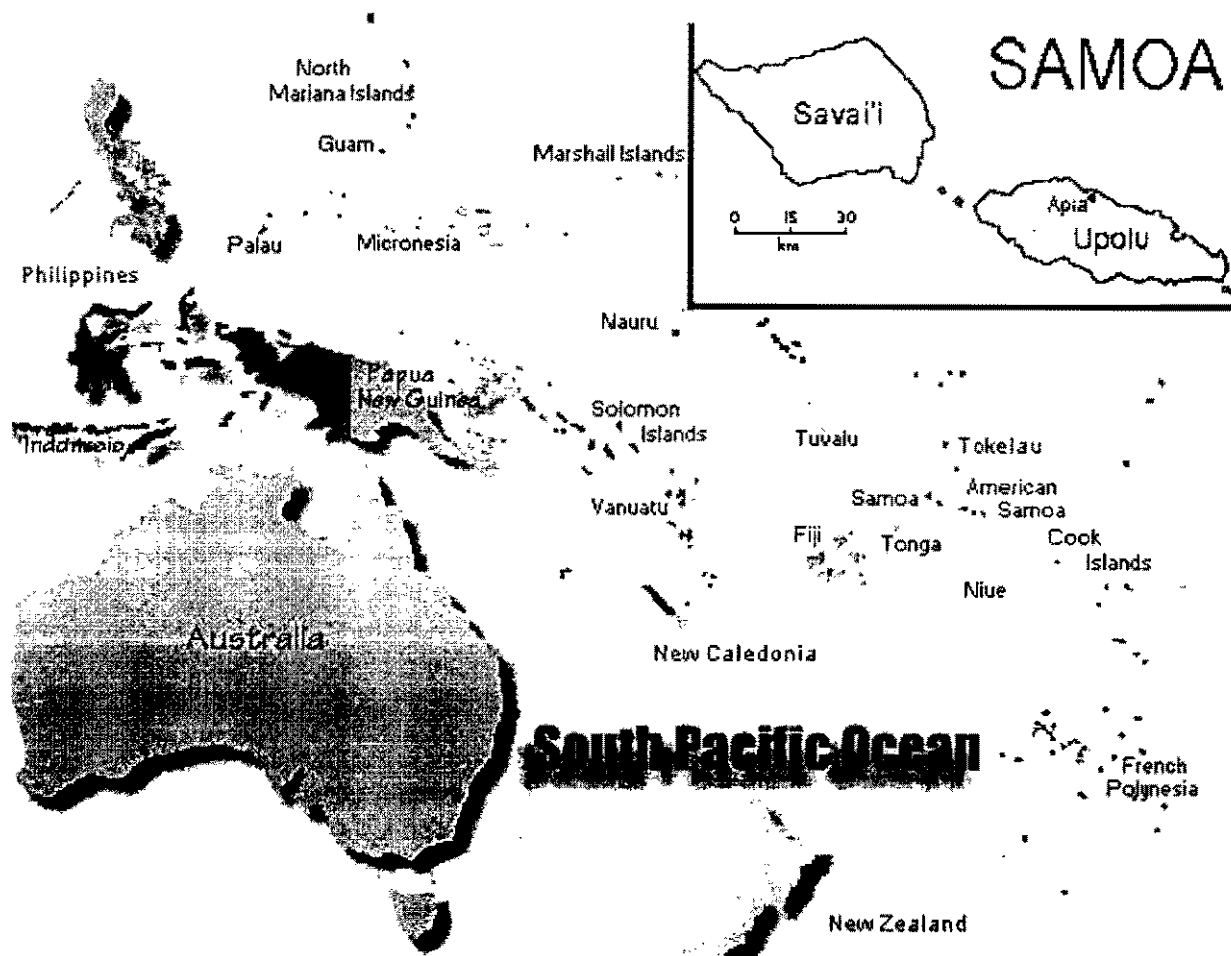 SAMOA
Savai'i
Apia
Upolu
0 15 30
kms
North
Mariana Islands
Guam
Marshall Islands
Palau
Micronesia
Philippines
Nauru
Papua
New Guinea
Solomon
Islands
Tuvalu
Tokelau
Indonesia
Samoa
American
Samoa
Vanuatu
Fiji
Tonga
Cook
Islands
Niue
Australia
New Caledonia
South Pacific Ocean
French
Polynesia
New Zealand